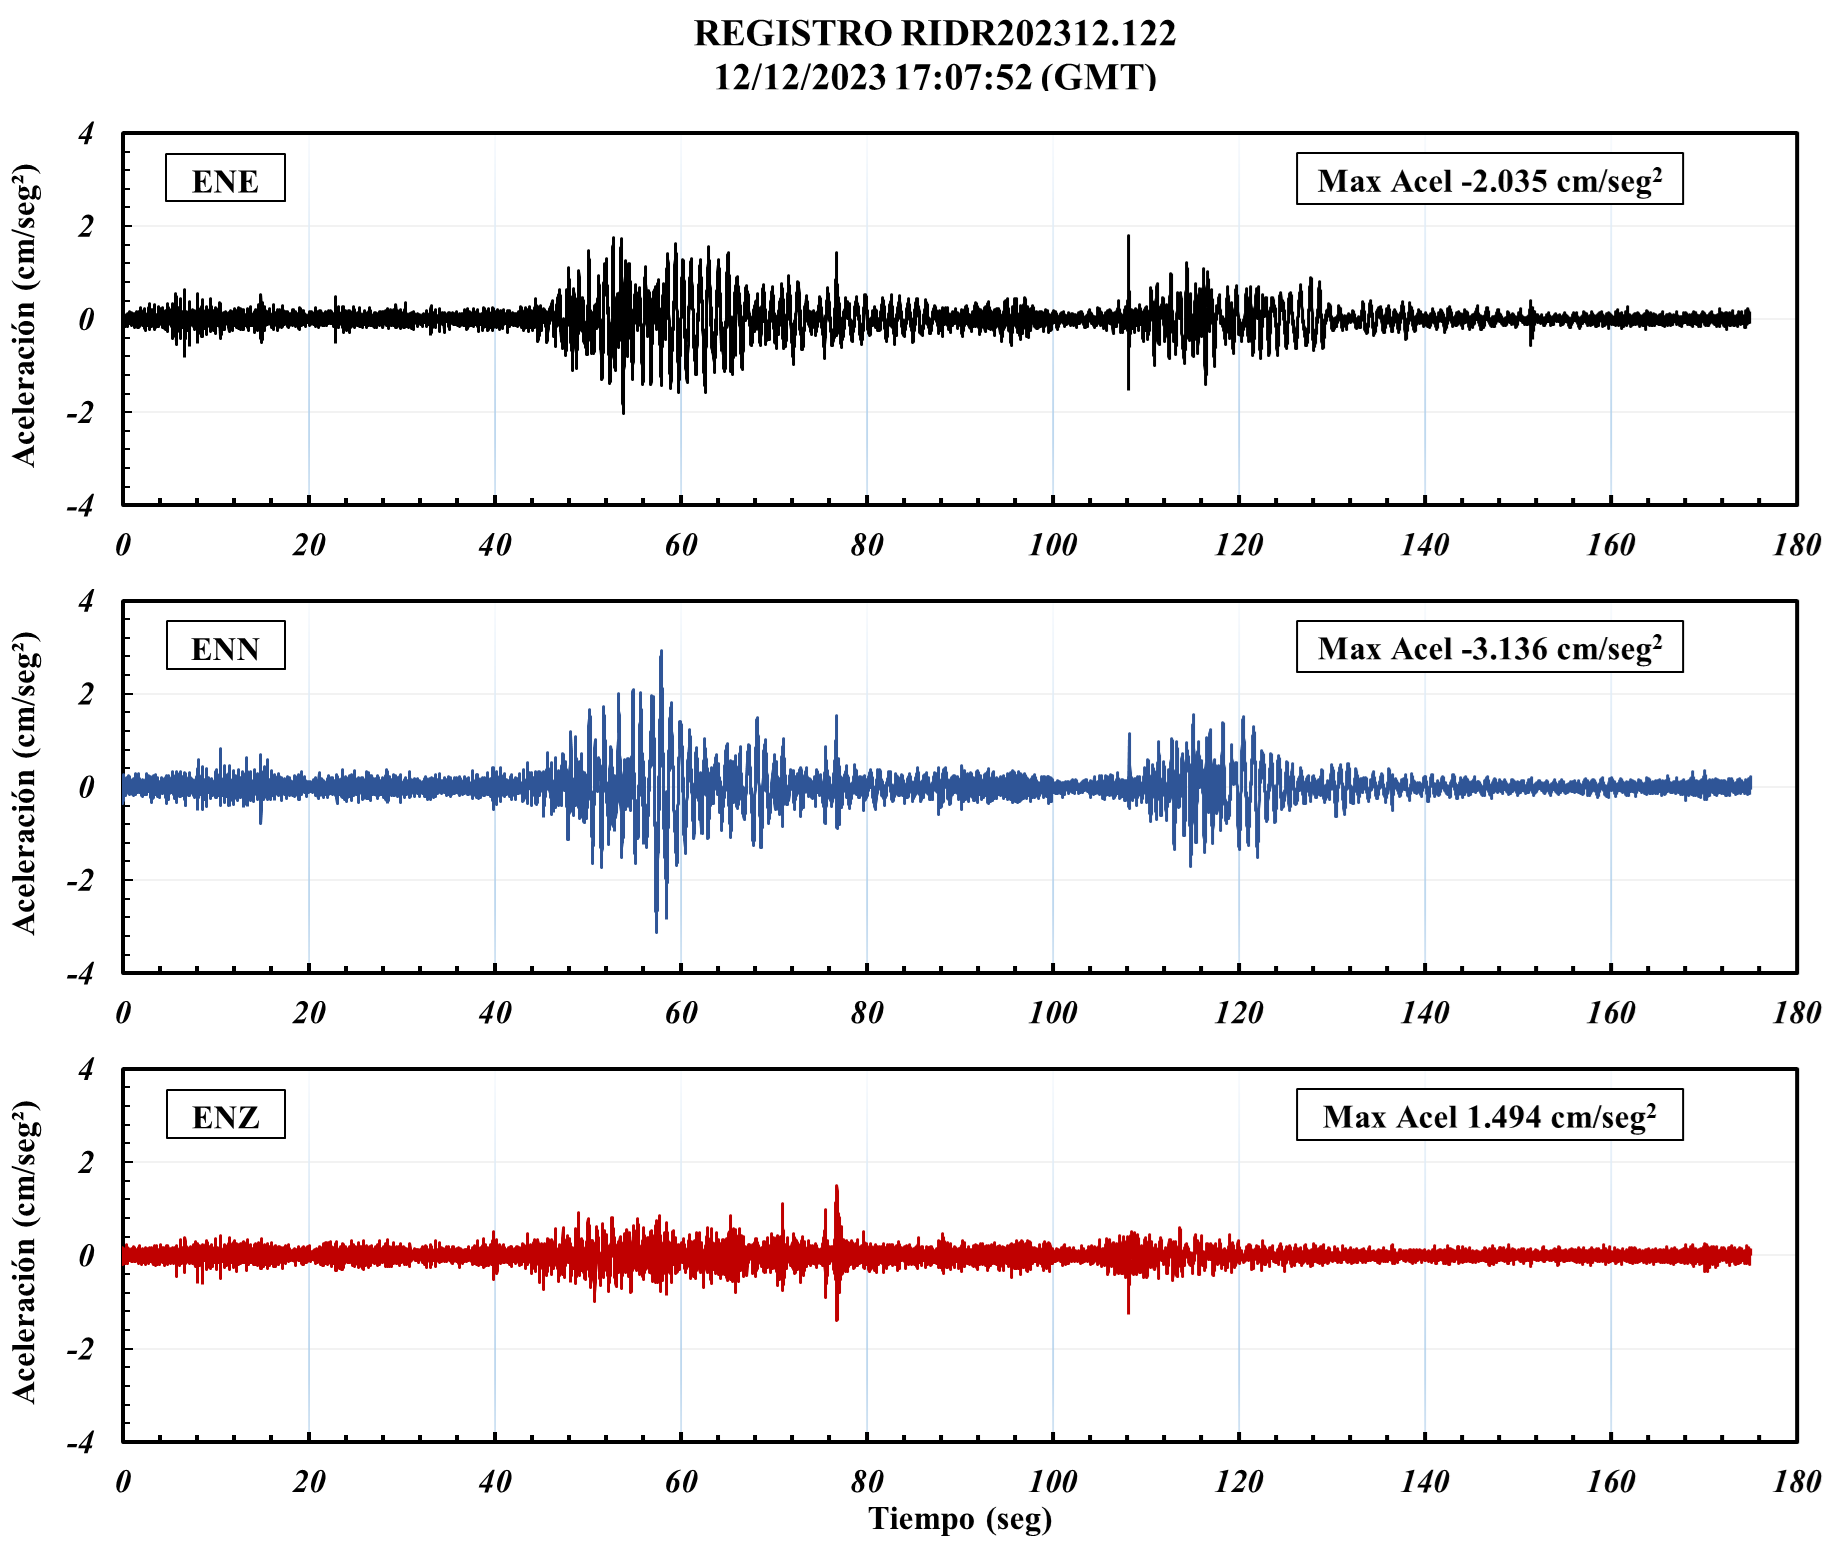 REGISTRO RIDR202312.122
12/12/2023 17:07:52 (GMT)
Aceleración (cm/seg²)
4
2
0
-2
-4
ENE
Max Acel -2.035 cm/seg²
0 20 40 60 80 100 120 140 160 180
Aceleración (cm/seg²)
4
2
0
-2
-4
ENN
Max Acel -3.136 cm/seg²
0 20 40 60 80 100 120 140 160 180
Aceleración (cm/seg²)
4
2
0
-2
-4
ENZ
Max Acel 1.494 cm/seg²
0 20 40 60 80 100 120 140 160 180
Tiempo (seg)